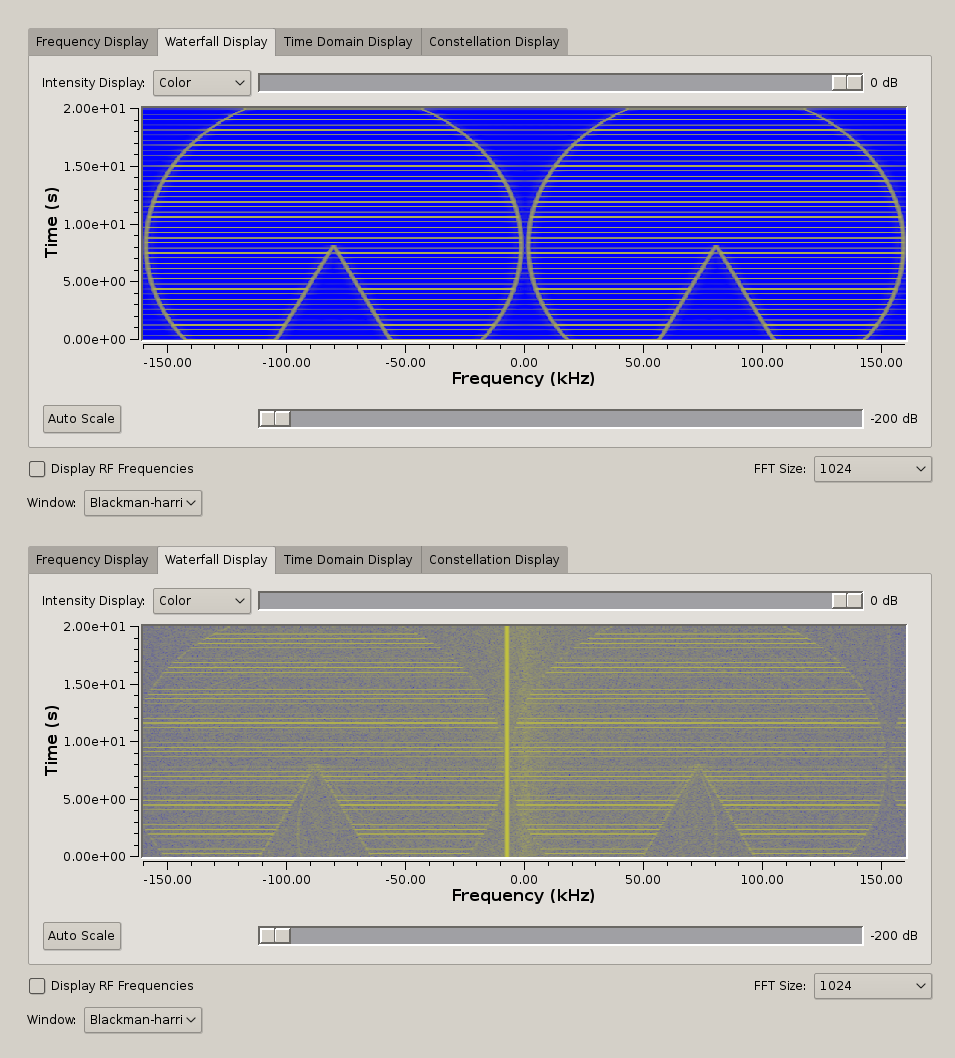 Frequency Display Waterfall Display Time Domain Display Constellation Display
Intensity Display: Color 0 dB
2.00e+01
1.50e+01
1.00e+01
5.00e+00
0.00e+00
Time (s)
-150.00 -100.00 -50.00 0.00 50.00 100.00 150.00
Frequency (kHz)
Auto Scale -200 dB
Display RF Frequencies FFT Size: 1024
Window: Blackman-harri
Frequency Display Waterfall Display Time Domain Display Constellation Display
Intensity Display: Color 0 dB
2.00e+01
1.50e+01
1.00e+01
5.00e+00
0.00e+00
Time (s)
-150.00 -100.00 -50.00 0.00 50.00 100.00 150.00
Frequency (kHz)
Auto Scale -200 dB
Display RF Frequencies FFT Size: 1024
Window: Blackman-harri